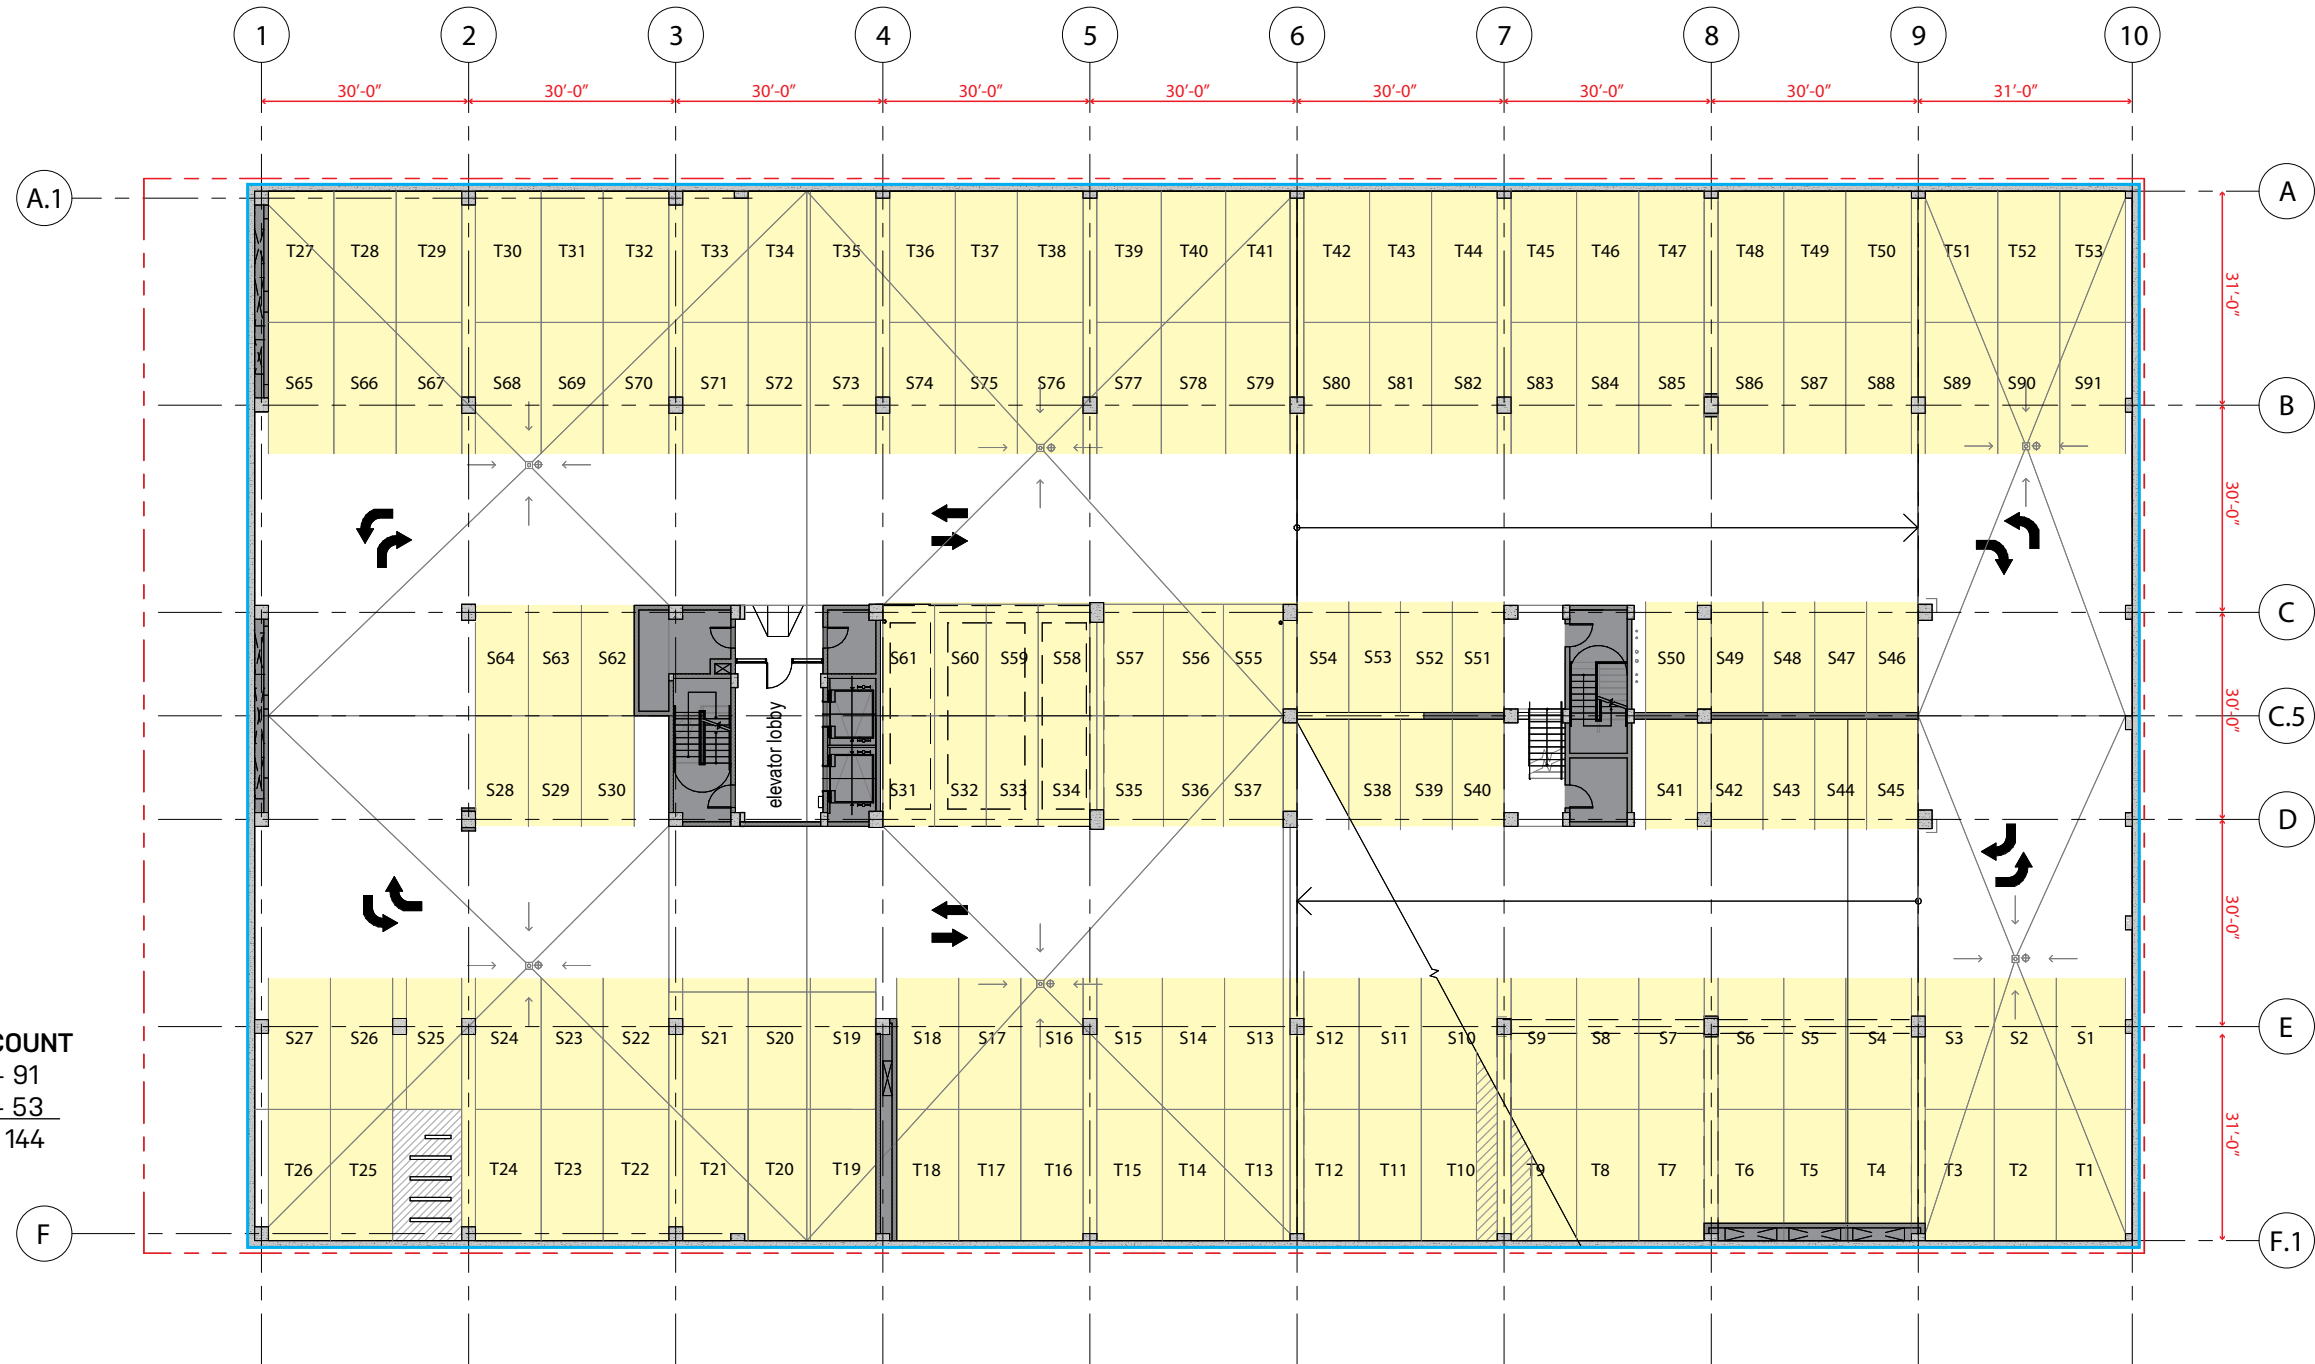 1 2 3 4 5 6 7 8 9 10
30'-0" 30'-0" 30'-0" 30'-0" 30'-0" 30'-0" 30'-0" 30'-0" 31'-0"
A.1 A
T27 T28 T29 T30 T31 T32 T33 T34 T35 T36 T37 T38 T39 T40 T41 T42 T43 T44 T45 T46 T47 T48 T49 T50 T51 T52 T53
31'-0"
S65 S66 S67 S68 S69 S70 S71 S72 S73 S74 S75 S76 S77 S78 S79 S80 S81 S82 S83 S84 S85 S86 S87 S88 S89 S90 S91
B
30'-0"
C
S64 S63 S62 S61 S60 S59 S58 S57 S56 S55 S54 S53 S52 S51 S50 S49 S48 S47 S46
30'-0"
C.5
elevator lobby
S28 S29 S30 S31 S32 S33 S34 S35 S36 S37 S38 S39 S40 S41 S42 S43 S44 S45
D
30'-0"
E
S27 S26 S25 S24 S23 S22 S21 S20 S19 S18 S17 S16 S15 S14 S13 S12 S11 S10 S9 S8 S7 S6 S5 S4 S3 S2 S1
COUNT
- 91
- 53
144
31'-0"
T26 T25 T24 T23 T22 T21 T20 T19 T18 T17 T16 T15 T14 T13 T12 T11 T10 T9 T8 T7 T6 T5 T4 T3 T2 T1
F F.1